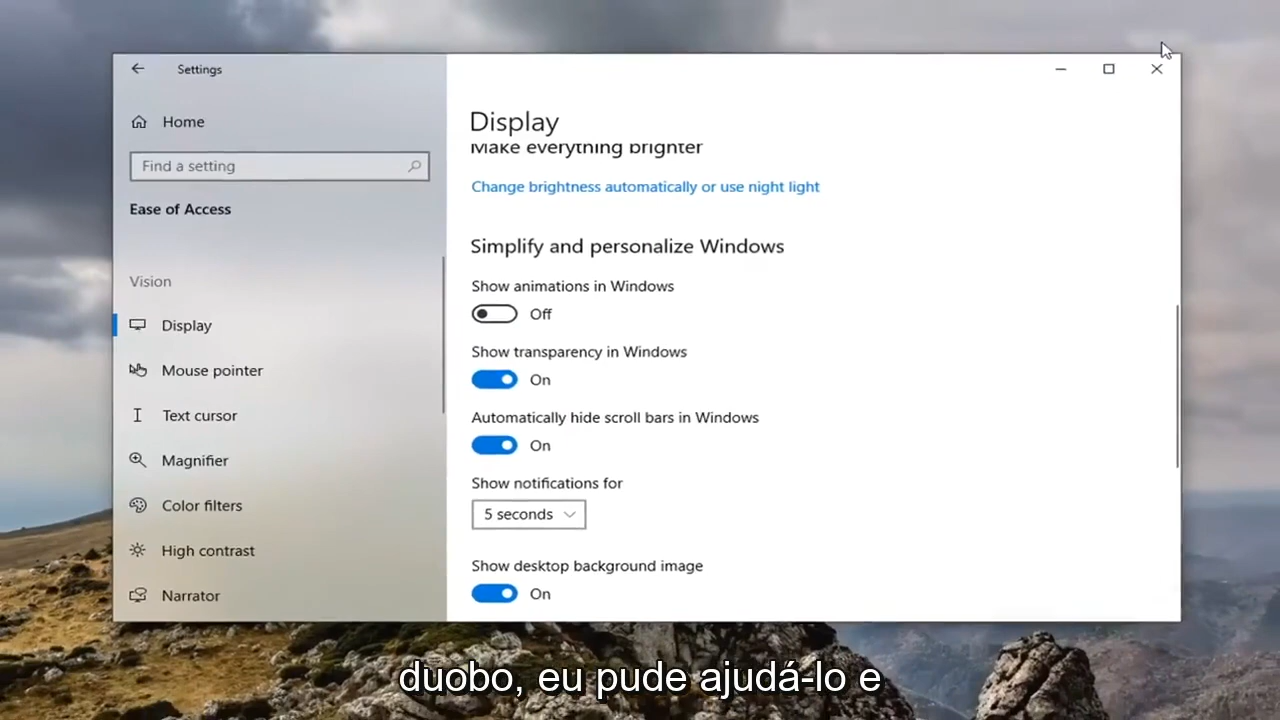 Settings
Home
Find a setting
Ease of Access
Vision
Display
Mouse pointer
Text cursor
Magnifier
Color filters
High contrast
Narrator
Display
Make everything brighter
Change brightness automatically or use night light
Simplify and personalize Windows
Show animations in Windows
Off
Show transparency in Windows
On
Automatically hide scroll bars in Windows
On
Show notifications for
5 seconds
Show desktop background image
On
duobo, eu pude ajudá-lo e